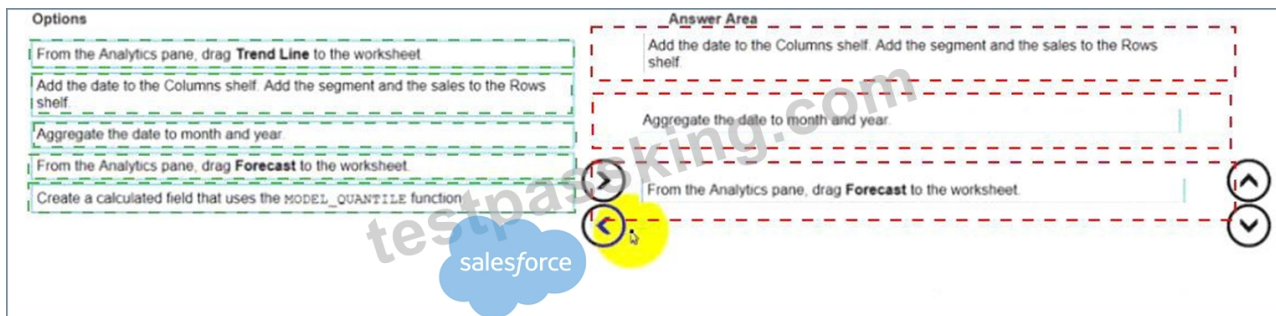 Options
From the Analytics pane, drag Trend Line to the worksheet
Add the date to the Columns shelf. Add the segment and the sales to the Rows
shelf.
Aggregate the date to month and year.
From the Analytics pane, drag Forecast to the worksheet.
Create a calculated field that uses the MODEL_QUANTILE function
Answer Area
Add the date to the Columns shelf. Add the segment and the sales to the Rows
shelf.
Aggregate the date to month and year.
From the Analytics pane, drag Forecast to the worksheet.
testpassking.com
salesforce